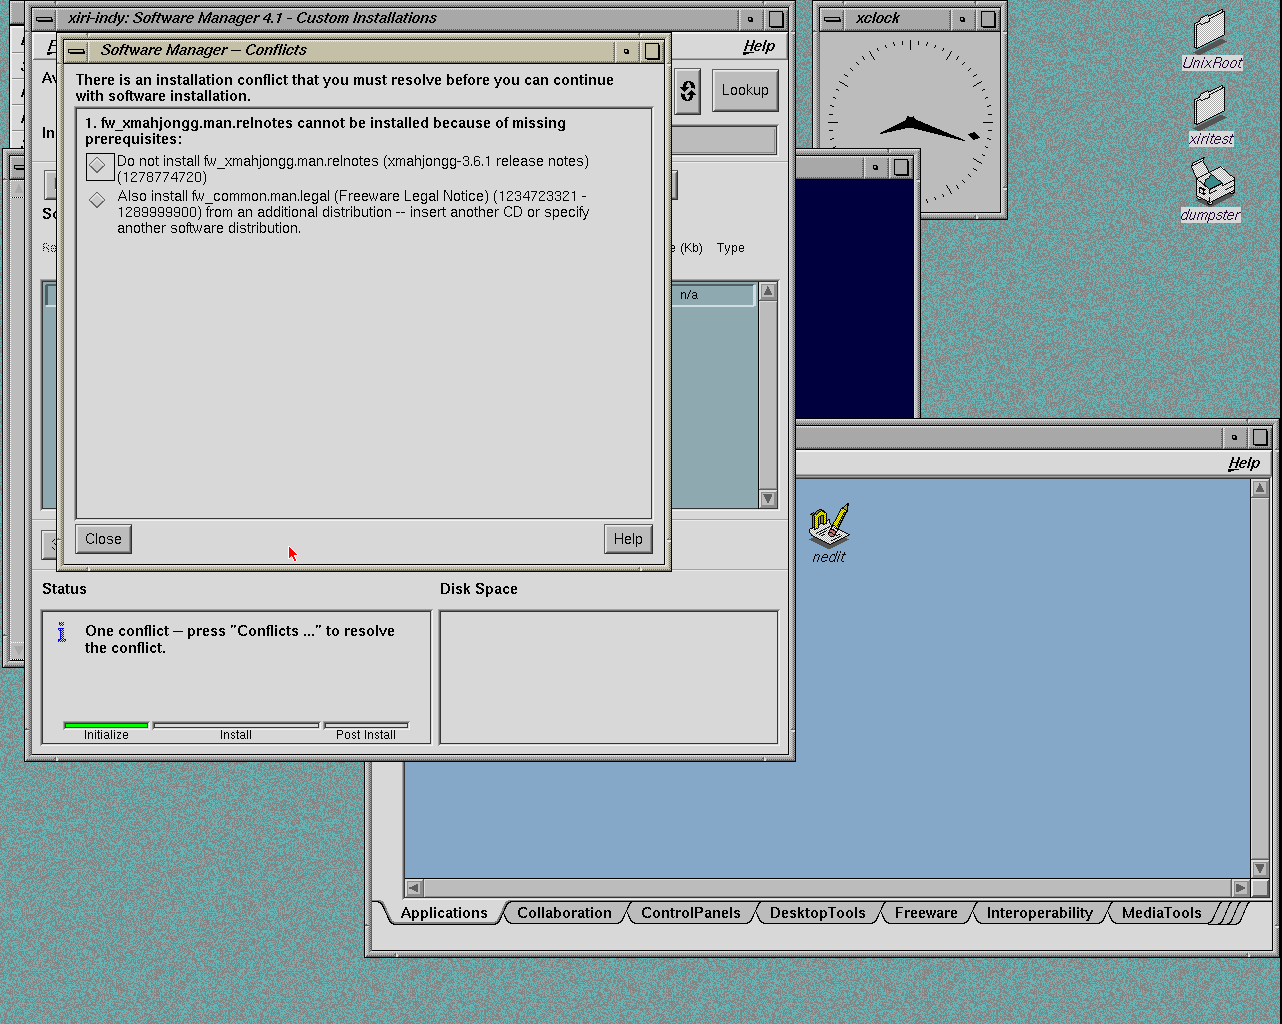 xiri-indy: Software Manager 4.1 - Custom Installations
Help
Software Manager – Conflicts
There is an installation conflict that you must resolve before you can continue
with software installation.
1. fw_xmahjongg.man.relnotes cannot be installed because of missing
prerequisites:
Do not install fw_xmahjongg.man.relnotes (xmahjongg-3.6.1 release notes)
(1278774720)
Also install fw_common.man.legal (Freeware Legal Notice) (1234723321 -
1289999900) from an additional distribution -- insert another CD or specify
another software distribution.
Close
Help
Lookup
(Kb) Type
n/a
Status
Disk Space
One conflict – press "Conflicts ..." to resolve
the conflict.
Initialize
Install
Post Install
xclock
UnixRoot
xiritest
dumpster
Help
nedit
Applications
Collaboration
ControlPanels
DesktopTools
Freeware
Interoperability
MediaTools